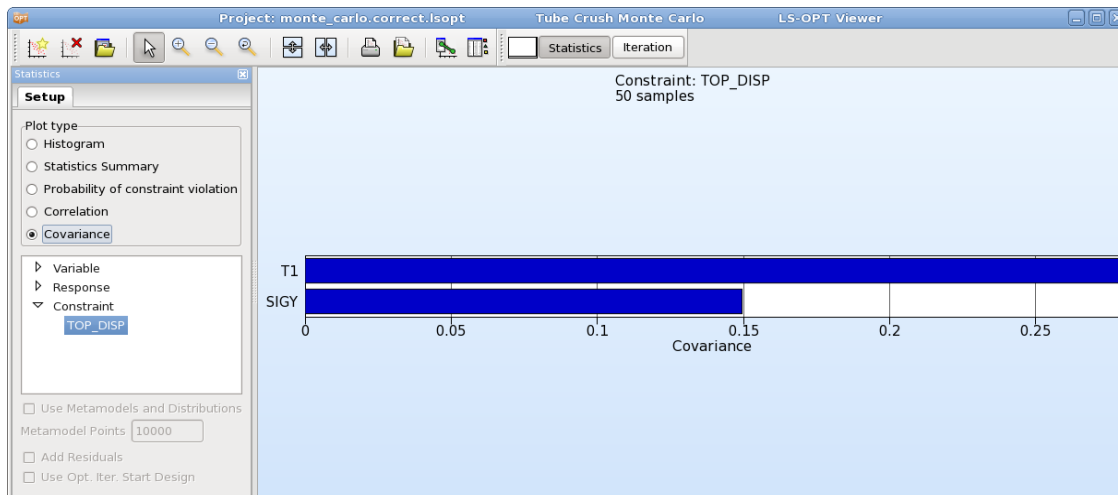 OPT Project: monte_carlo.correct.lsopt Tube Crush Monte Carlo LS-OPT Viewer
Statistics Iteration
Statistics
Setup
Plot type
Histogram
Statistics Summary
Probability of constraint violation
Correlation
Covariance
Variable
Response
Constraint
TOP_DISP
Use Metamodels and Distributions
Metamodel Points 10000
Add Residuals
Use Opt. Iter. Start Design
Constraint: TOP_DISP
50 samples
T1
SIGY
0 0.05 0.1 0.15 0.2 0.25
Covariance